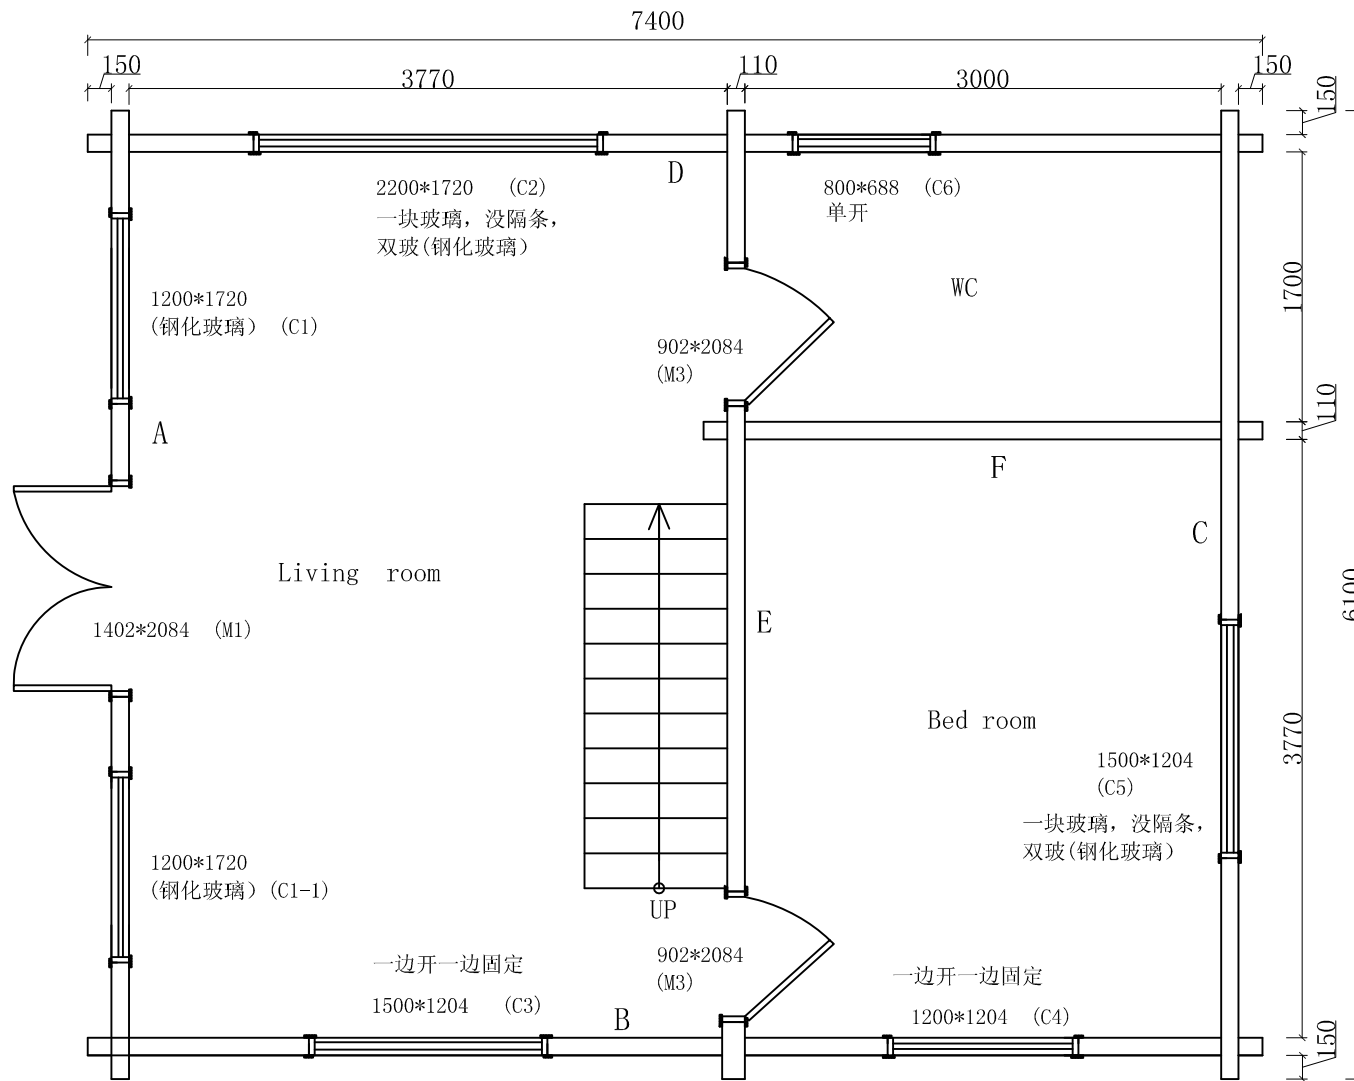 7400
150
3770
110
3000
150
150
D
2200*1720 (C2)
一块玻璃，没隔条，
双玻(钢化玻璃）
800*688 (C6)
单开
1200*1720
(钢化玻璃） (C1)
WC
1700
902*2084
(M3)
110
A
F
C
Living room
6100
E
1402*2084 (M1)
Bed room
3770
1500*1204
(C5)
一块玻璃，没隔条，
双玻(钢化玻璃）
1200*1720
(钢化玻璃）(C1-1)
UP
902*2084
(M3)
一边开一边固定
1500*1204 (C3)
一边开一边固定
1200*1204 (C4)
B
150